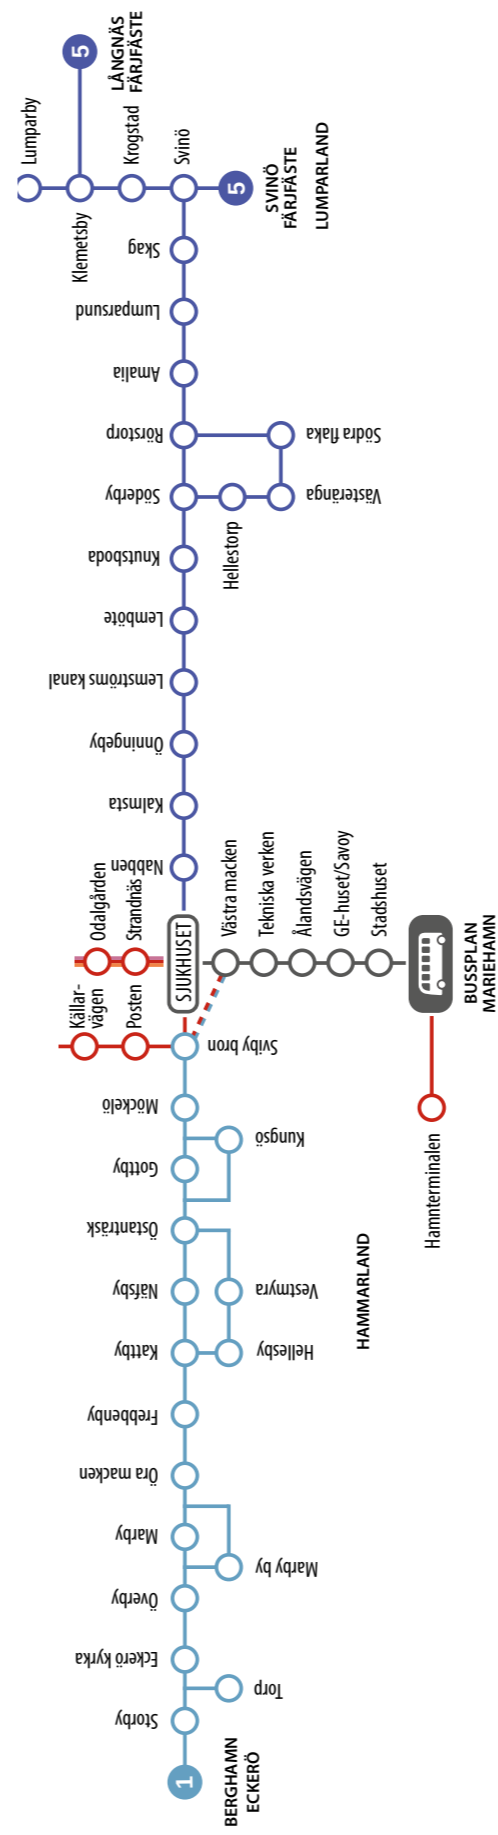 Lumparby
5
LÅNGNÄS
FÄRJFÄSTE
Klemetsby
Krogstad
Svinö
5
SVINÖ
FÄRJFÄSTE
LUMPARLAND
Skag
Lumparsund
Amalia
Rörstorp
Södra flaka
Söderby
Hellestorp
Västeränga
Knutsboda
Lemböte
Lemströms kanal
Önningeby
Kalmsta
Nabben
Odalgården
Strandnäs
SJUKHUSET
Västra macken
Tekniska verken
Ålandsvägen
GE-huset/Savoy
Stadshuset
BUSSPLAN
MARIEHAMN
Källar-
vägen
Posten
Sviby bron
Hamnterminalen
Möckelö
Kungsö
Gottby
Östanträsk
Näfsby
Vestmyra
Kattby
Hellesby
HAMMARLAND
Frebbenby
Öra macken
Marby
Marby by
Överby
Eckerö kyrka
Torp
Storby
1
BERGHAMN
ECKERÖ